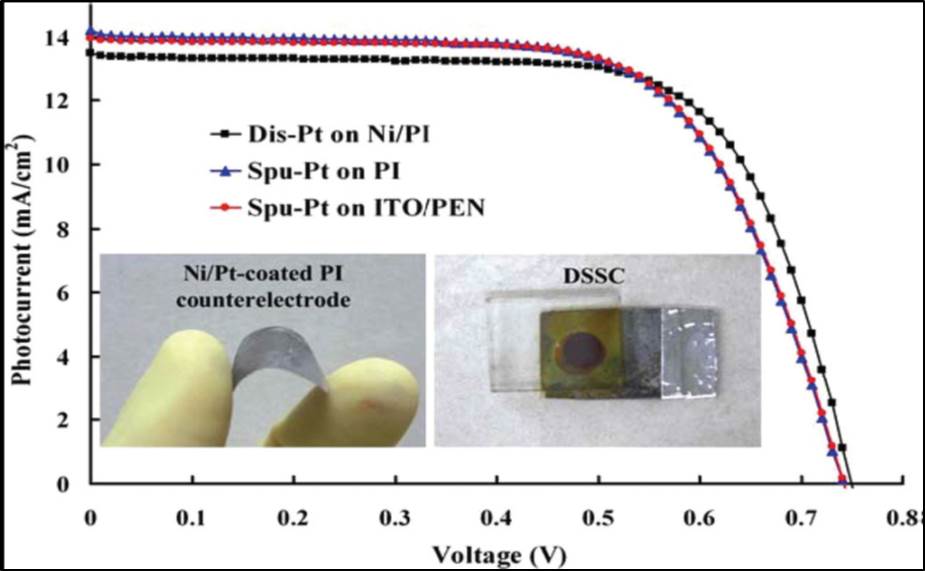 14
12
10
8
6
4
2
0
Photocurrent (mA/cm²)
Dis-Pt on Ni/PI
Spu-Pt on PI
Spu-Pt on ITO/PEN
Ni/Pt-coated PI
counterelectrode
DSSC
0 0.1 0.2 0.3 0.4 0.5 0.6 0.7 0.8
Voltage (V)